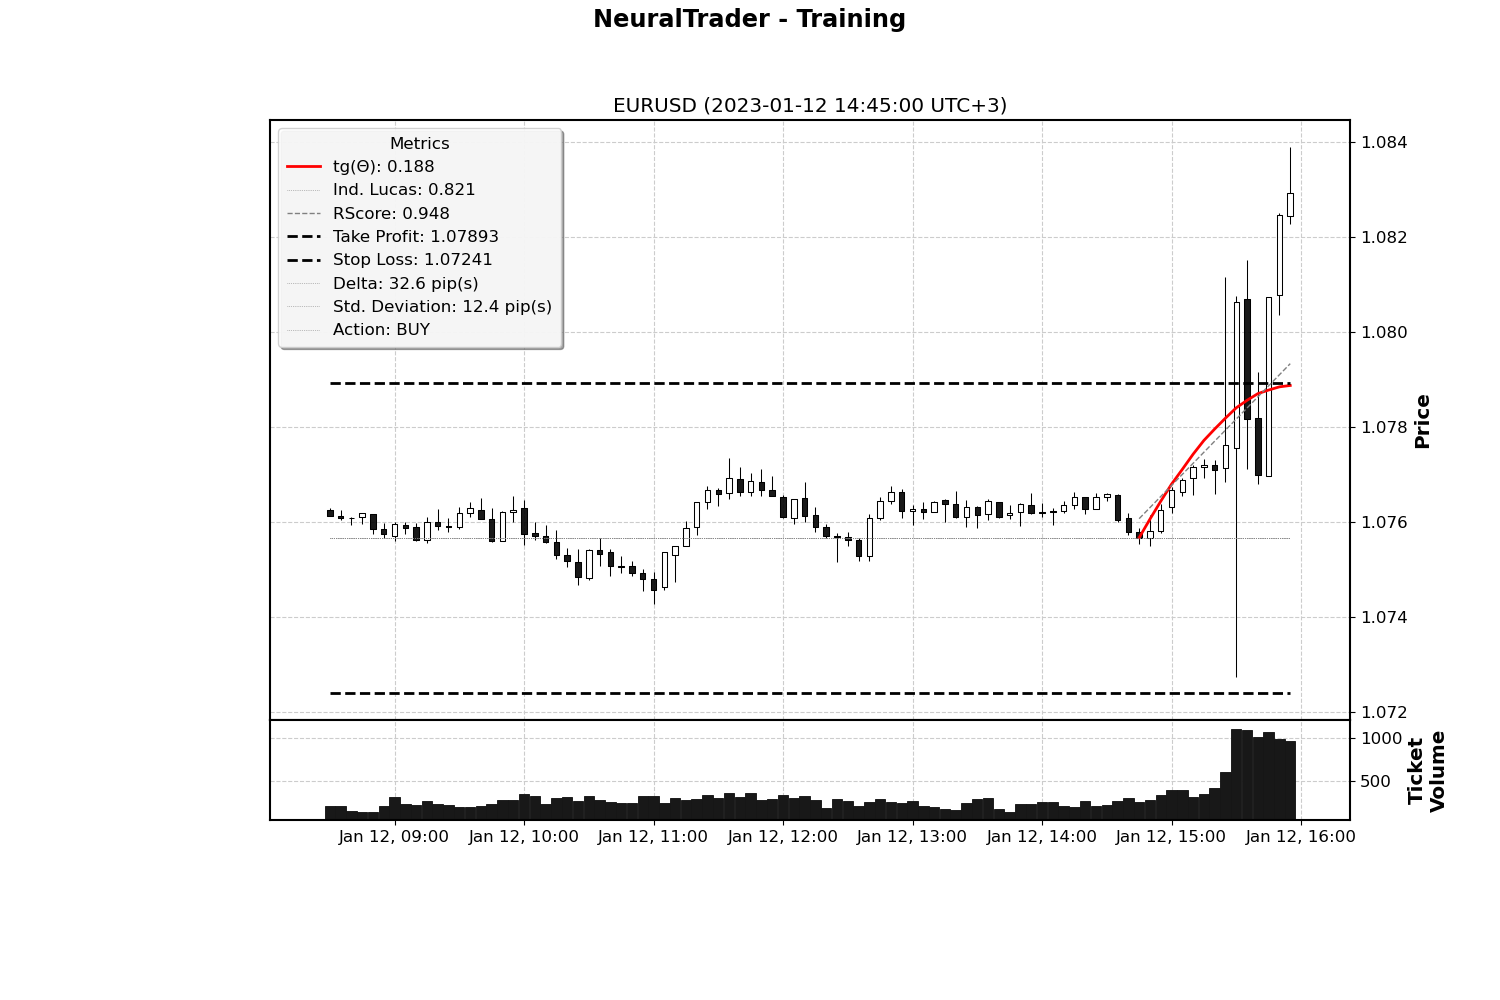 NeuralTrader - Training
EURUSD (2023-01-12 14:45:00 UTC+3)
Metrics
tg(Θ): 0.188
Ind. Lucas: 0.821
RScore: 0.948
Take Profit: 1.07893
Stop Loss: 1.07241
Delta: 32.6 pip(s)
Std. Deviation: 12.4 pip(s)
Action: BUY
1.084
1.082
1.080
1.078
1.076
1.074
1.072
Price
1000
500
Ticket
Volume
Jan 12, 09:00
Jan 12, 10:00
Jan 12, 11:00
Jan 12, 12:00
Jan 12, 13:00
Jan 12, 14:00
Jan 12, 15:00
Jan 12, 16:00